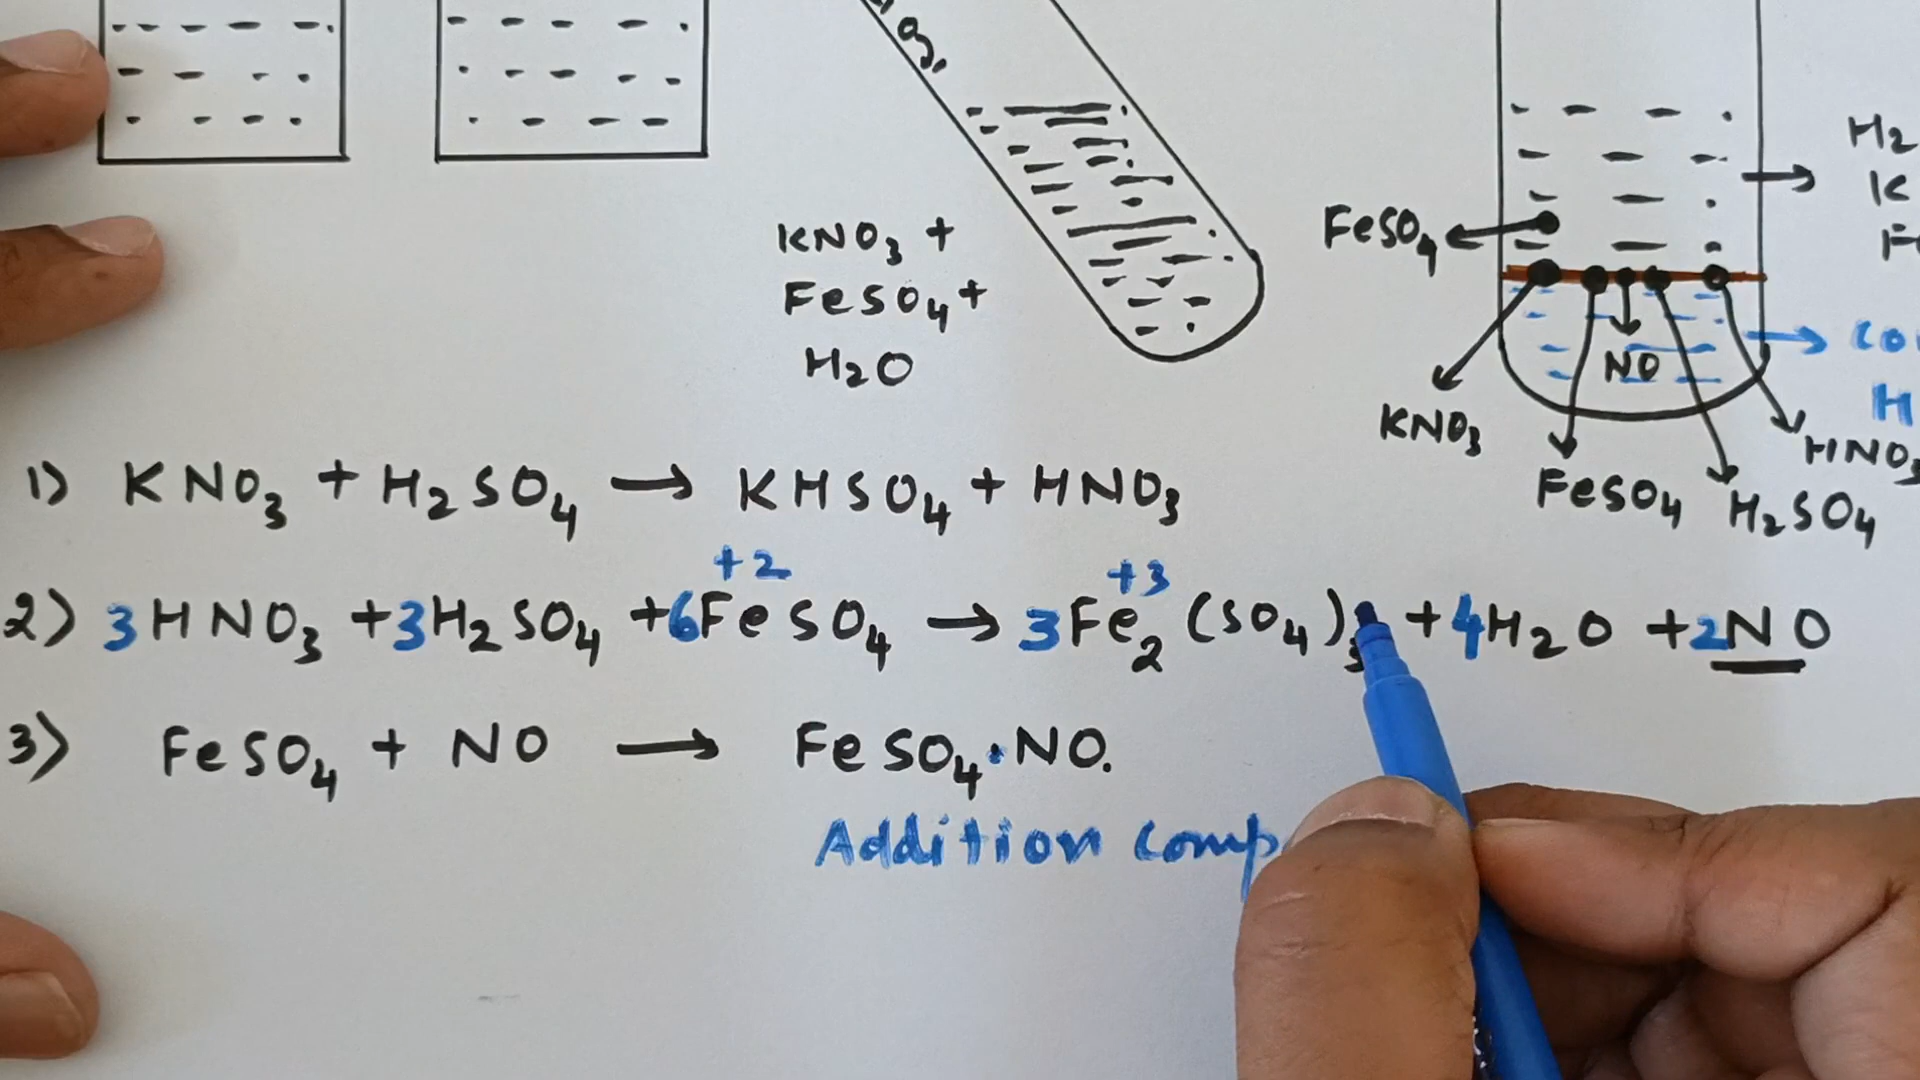 KNO₃ +
FeSO₄ +
H₂O
FeSO₄
NO
KNO₃
FeSO₄
H₂SO₄
HNO₃
H₂
K
1) KNO₃ + H₂SO₄ → KHSO₄ + HNO₃
+2 +3
2) 3HNO₃ + 3H₂SO₄ + 6FeSO₄ → 3Fe₂(SO₄)₃ + 4H₂O + 2NO
3) FeSO₄ + NO → FeSO₄·NO.
Addition comp